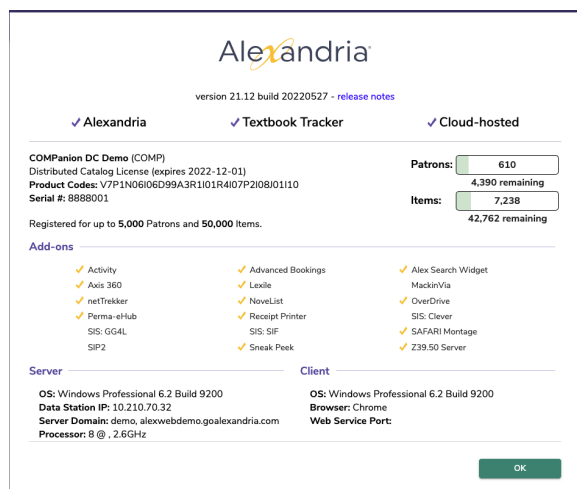 Alexandria
version 21.12 build 20220527 - release notes
Alexandria
Textbook Tracker
Cloud-hosted
COMPanion DC Demo (COMP)
Distributed Catalog License (expires 2022-12-01)
Product Codes: V7P1N06I06D99A3R1I01R4I07P2I08J01I10
Serial #: 8888001
Registered for up to 5,000 Patrons and 50,000 Items.
Patrons: 610
4,390 remaining
Items: 7,238
42,762 remaining
Add-ons
Activity
Advanced Bookings
Alex Search Widget
Axis 360
Lexile
MackinVia
netTrekker
NoveList
OverDrive
Perma-eHub
Receipt Printer
SIS: Clever
SIS: GG4L
SIS: SIF
SAFARI Montage
SIP2
Sneak Peek
Z39.50 Server
Server
OS: Windows Professional 6.2 Build 9200
Data Station IP: 10.210.70.32
Server Domain: demo, alexwebdemo.goalexandria.com
Processor: 8 @ , 2.6GHz
Client
OS: Windows Professional 6.2 Build 9200
Browser: Chrome
Web Service Port:
OK